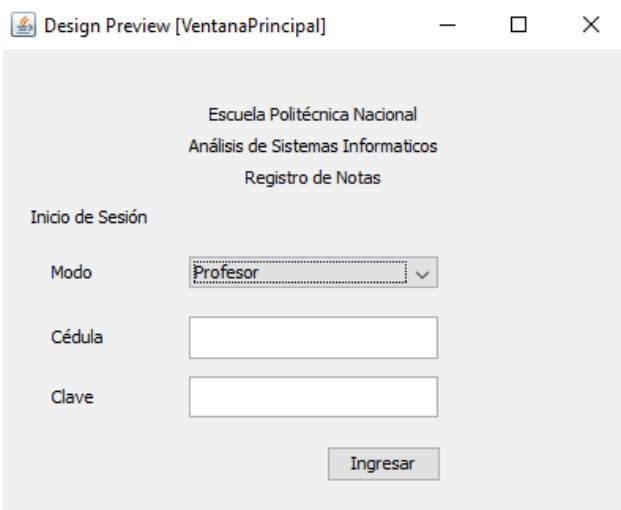 Design Preview [VentanaPrincipal]
Escuela Politécnica Nacional
Análisis de Sistemas Informaticos
Registro de Notas
Inicio de Sesión
Modo Profesor
Cédula
Clave
Ingresar